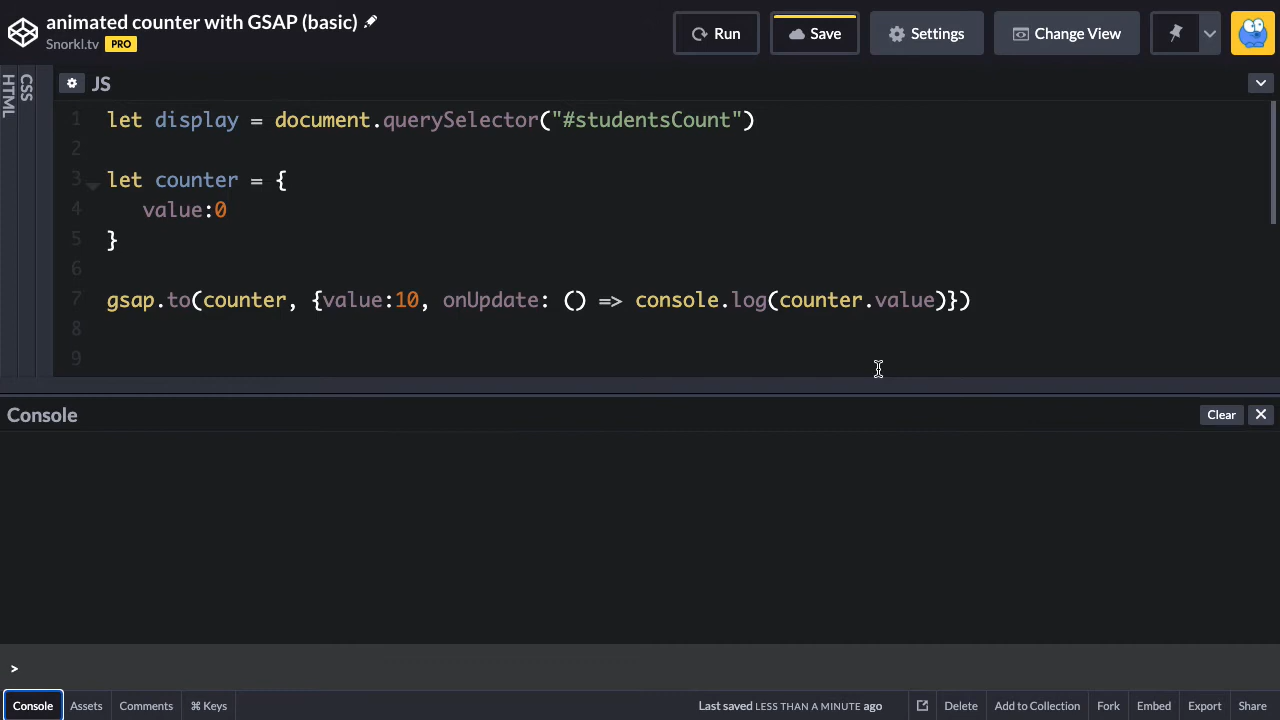 animated counter with GSAP (basic)
Snorkl.tv PRO
Run
Save
Settings
Change View
HTML
CSS
JS
1 let display = document.querySelector("#studentsCount")
2
3 let counter = {
4 value:0
5 }
6
7 gsap.to(counter, {value:10, onUpdate: () => console.log(counter.value)})
8
9
Console
Clear
>
Console Assets Comments ⌘ Keys Last saved LESS THAN A MINUTE ago Delete Add to Collection Fork Embed Export Share